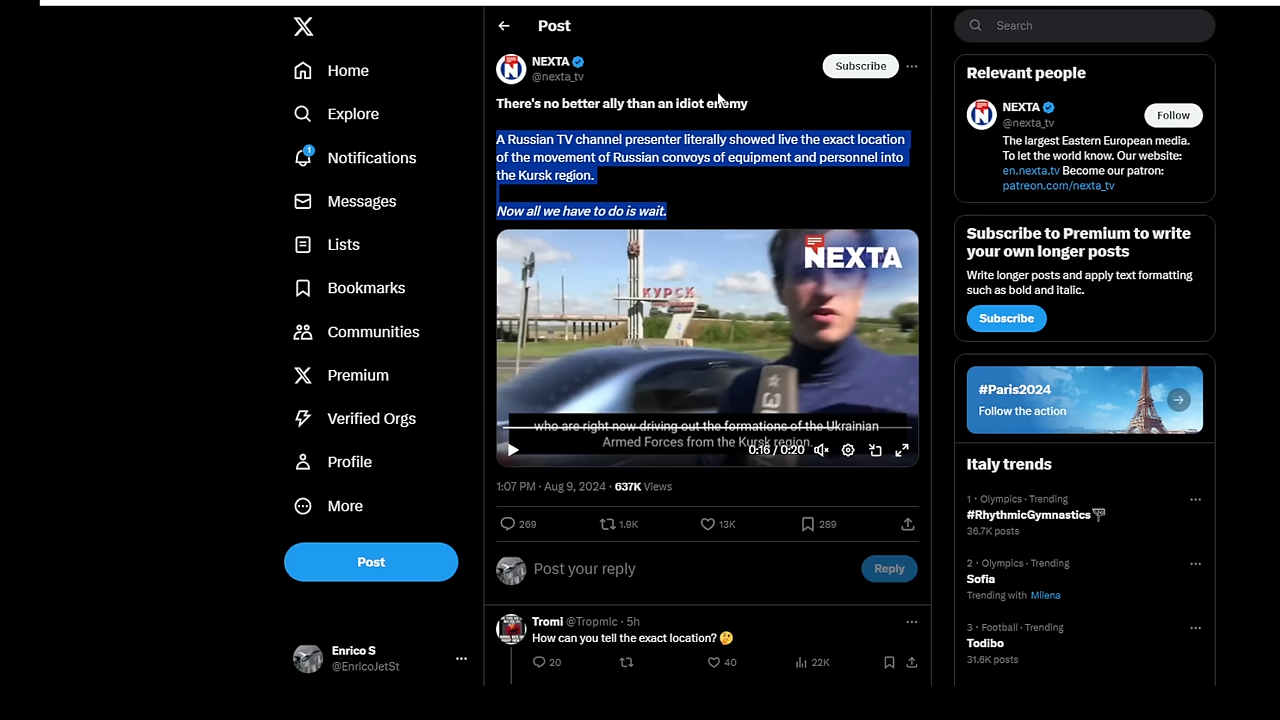 Home
Explore
1
Notifications
Messages
Lists
Bookmarks
Communities
Premium
Verified Orgs
Profile
More
Post
Enrico S
@EnricoJetSt
Post
NEXTA
@nexta_tv
Subscribe
There's no better ally than an idiot enemy
A Russian TV channel presenter literally showed live the exact location
of the movement of Russian convoys of equipment and personnel into
the Kursk region.
Now all we have to do is wait.
NEXTA
КУРСК
who are right now driving out the formations of the Ukrainian
Armed Forces from the Kursk region.
0:16 / 0:20
1:07 PM · Aug 9, 2024 · 637K Views
269 1.9K 13K 289
Post your reply
Reply
Tromi @Tropmic · 5h
How can you tell the exact location? 🤔
20 40 22K
Search
Relevant people
NEXTA
@nexta_tv
Follow
The largest Eastern European media.
To let the world know. Our website:
en.nexta.tv Become our patron:
patreon.com/nexta_tv
Subscribe to Premium to write
your own longer posts
Write longer posts and apply text formatting
such as bold and italic.
Subscribe
#Paris2024
Follow the action
Italy trends
1 · Olympics · Trending
#RhythmicGymnastics
36.7K posts
2 · Olympics · Trending
Sofia
Trending with Milena
3 · Football · Trending
Todibo
31.6K posts